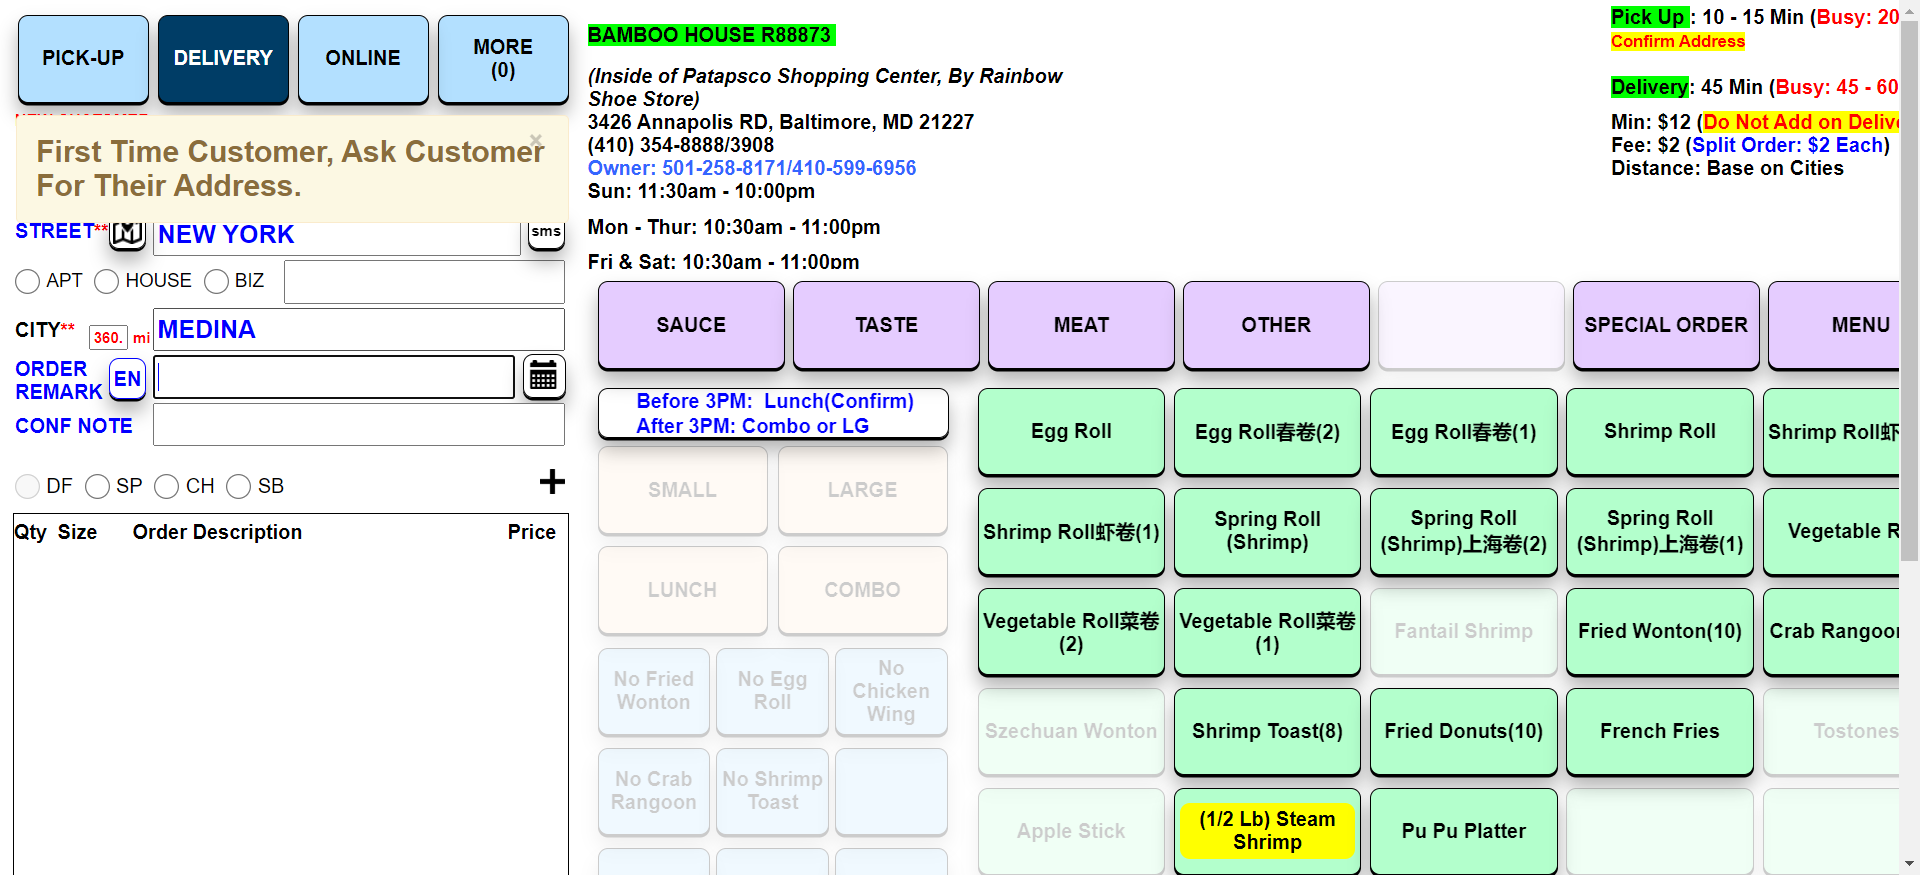 PICK-UP
DELIVERY
ONLINE
MORE
(0)
First Time Customer, Ask Customer
×
For Their Address.
STREET**
NEW YORK
sms
APT
HOUSE
BIZ
CITY**
360.
mi
MEDINA
ORDER
REMARK
EN
CONF NOTE
DF
SP
CH
SB
Qty
Size
Order Description
Price
BAMBOO HOUSE R88873
(Inside of Patapsco Shopping Center, By Rainbow
Shoe Store)
3426 Annapolis RD, Baltimore, MD 21227
(410) 354-8888/3908
Owner: 501-258-8171/410-599-6956
Sun: 11:30am - 10:00pm
Mon - Thur: 10:30am - 11:00pm
Fri & Sat: 10:30am - 11:00pm
Pick Up : 10 - 15 Min (Busy: 20
Confirm Address
Delivery: 45 Min (Busy: 45 - 60
Min: $12 (Do Not Add on Delive
Fee: $2 (Split Order: $2 Each)
Distance: Base on Cities
SAUCE
TASTE
MEAT
OTHER
SPECIAL ORDER
MENU
Before 3PM: Lunch(Confirm)
After 3PM: Combo or LG
SMALL
LARGE
LUNCH
COMBO
No Fried
Wonton
No Egg
Roll
No
Chicken
Wing
No Crab
Rangoon
No Shrimp
Toast
Egg Roll
Egg Roll春卷(2)
Egg Roll春卷(1)
Shrimp Roll
Shrimp Roll虾
Shrimp Roll虾卷(1)
Spring Roll
(Shrimp)
Spring Roll
(Shrimp)上海卷(2)
Spring Roll
(Shrimp)上海卷(1)
Vegetable R
Vegetable Roll菜卷
(2)
Vegetable Roll菜卷
(1)
Fantail Shrimp
Fried Wonton(10)
Crab Rangoon
Szechuan Wonton
Shrimp Toast(8)
Fried Donuts(10)
French Fries
Tostones
Apple Stick
(1/2 Lb) Steam
Shrimp
Pu Pu Platter